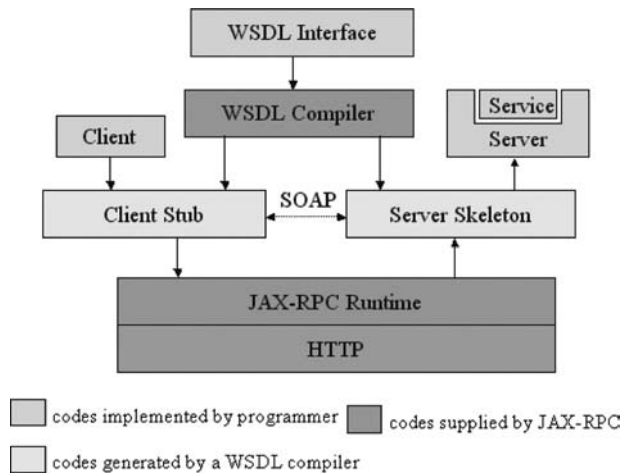 WSDL Interface
WSDL Compiler
Service
Client
Server
SOAP
Client Stub
Server Skeleton
JAX-RPC Runtime
HTTP
codes implemented by programmer
codes supplied by JAX-RPC
codes generated by a WSDL compiler